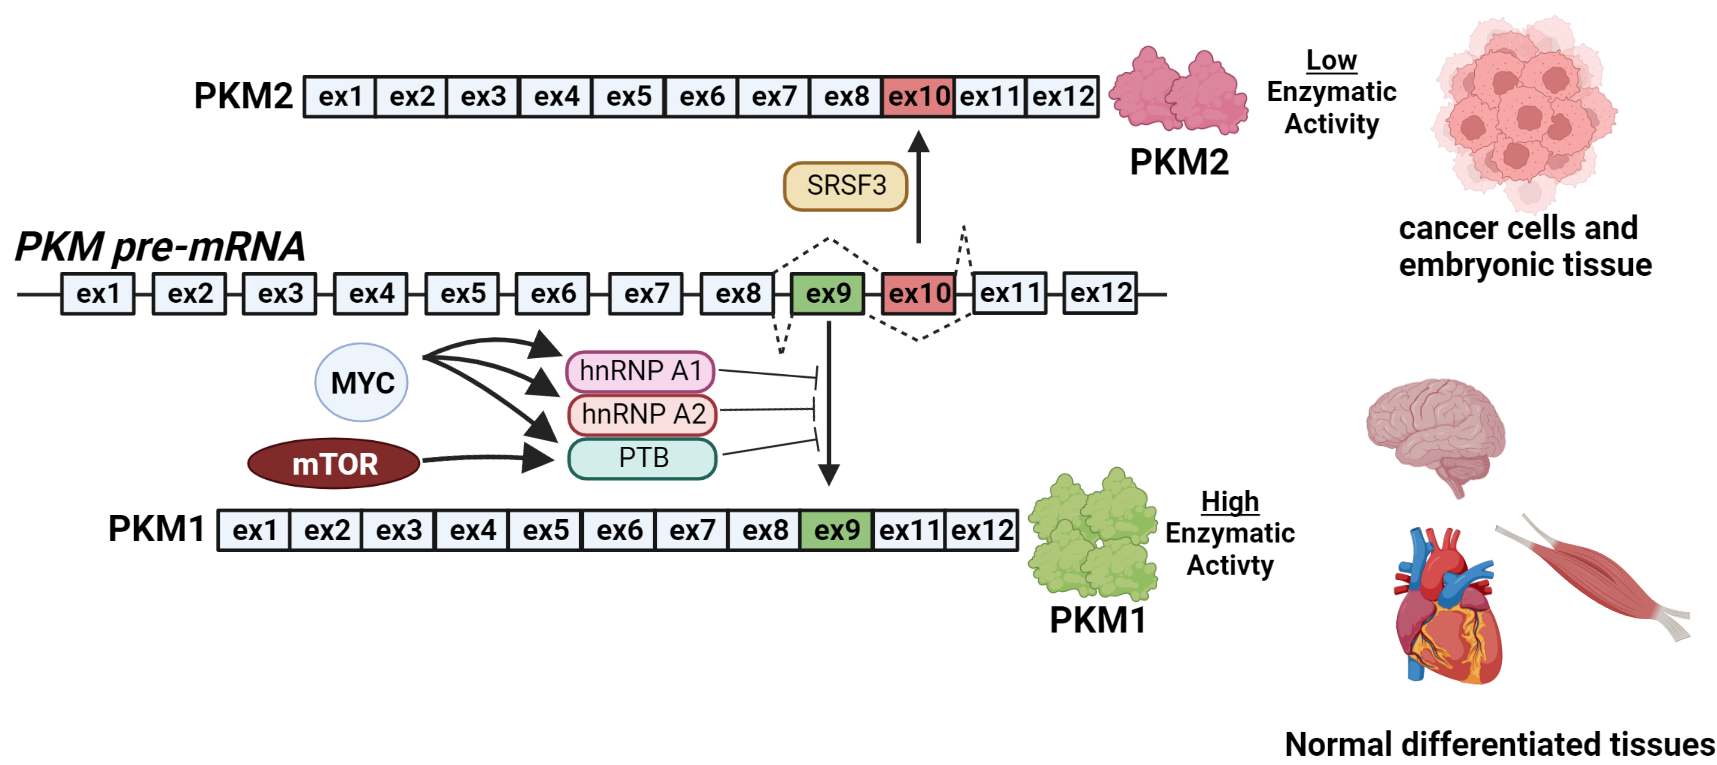 PKM2 ex1 ex2 ex3 ex4 ex5 ex6 ex7 ex8 ex10 ex11 ex12
Low
Enzymatic
Activity
PKM2
SRSF3
cancer cells and
embryonic tissue
PKM pre-mRNA
ex1 ex2 ex3 ex4 ex5 ex6 ex7 ex8 ex9 ex10 ex11 ex12
MYC
mTOR
hnRNP A1
hnRNP A2
PTB
PKM1 ex1 ex2 ex3 ex4 ex5 ex6 ex7 ex8 ex9 ex11 ex12
High
Enzymatic
Activty
PKM1
Normal differentiated tissues